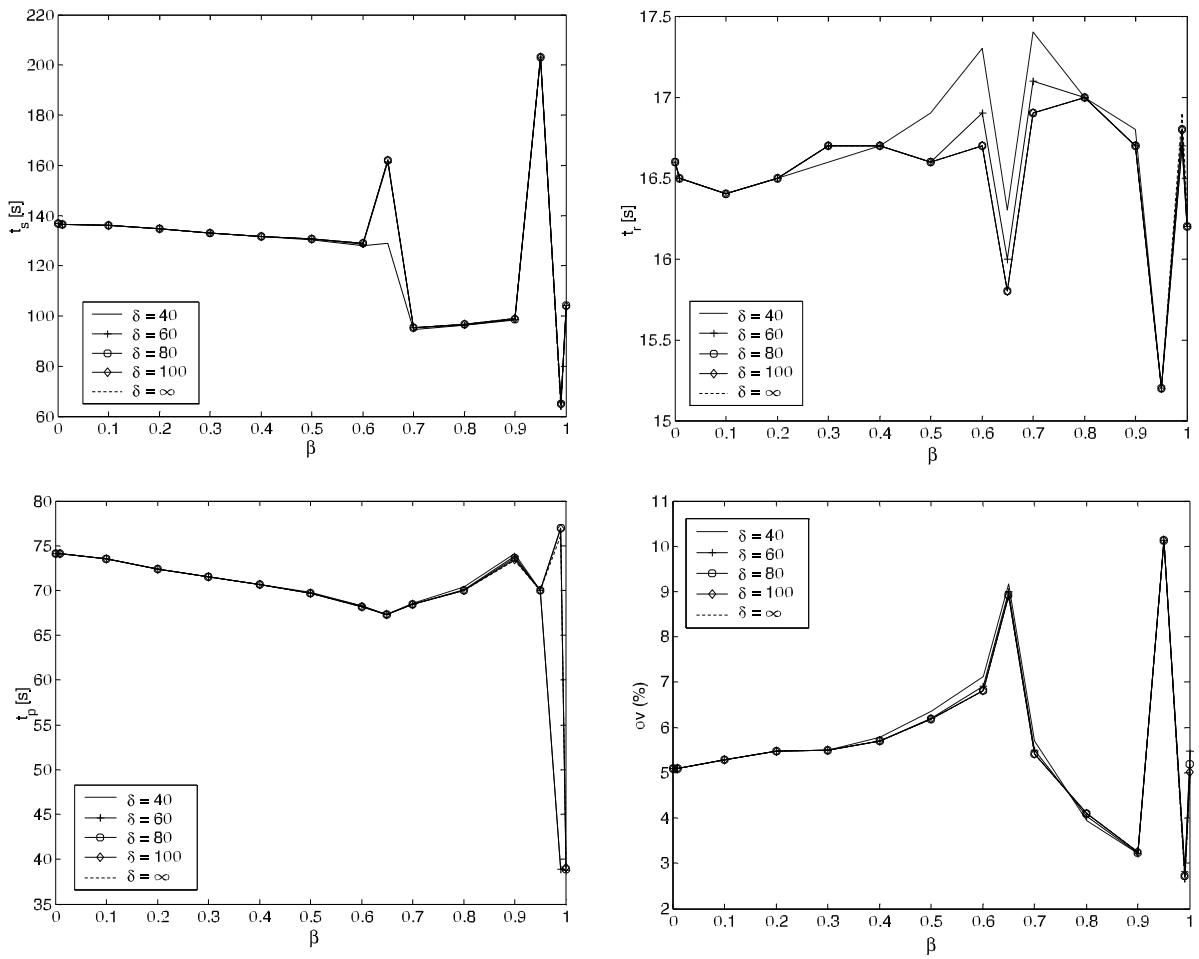 220
200
180
160
140
120
100
80
60
t_s [s]
δ = 40
δ = 60
δ = 80
δ = 100
δ = ∞
0 0.1 0.2 0.3 0.4 0.5 0.6 0.7 0.8 0.9 1
β
17.5
17
16.5
16
15.5
15
t_r [s]
δ = 40
δ = 60
δ = 80
δ = 100
δ = ∞
0 0.1 0.2 0.3 0.4 0.5 0.6 0.7 0.8 0.9 1
β
80
75
70
65
60
55
50
45
40
35
t_p [s]
δ = 40
δ = 60
δ = 80
δ = 100
δ = ∞
0 0.1 0.2 0.3 0.4 0.5 0.6 0.7 0.8 0.9 1
β
11
10
9
8
7
6
5
4
3
2
ov (%)
δ = 40
δ = 60
δ = 80
δ = 100
δ = ∞
0 0.1 0.2 0.3 0.4 0.5 0.6 0.7 0.8 0.9 1
β